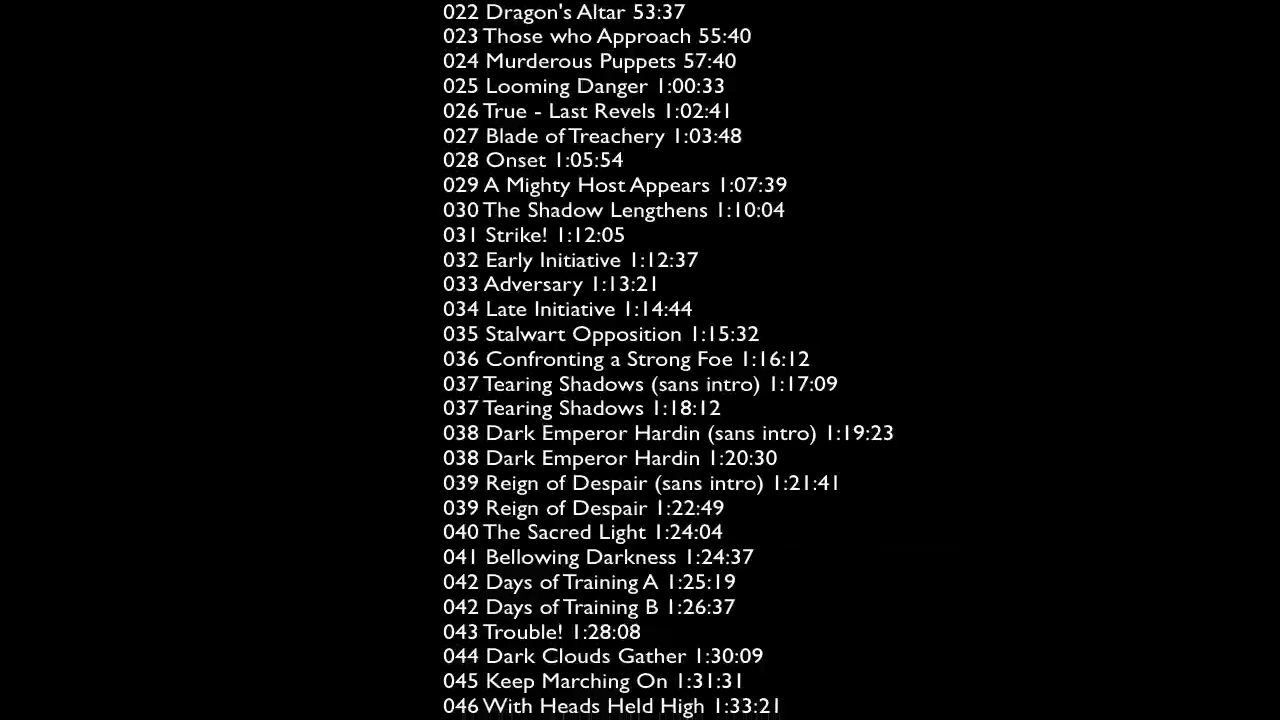 022 Dragon's Altar 53:37
023 Those who Approach 55:40
024 Murderous Puppets 57:40
025 Looming Danger 1:00:33
026 True - Last Revels 1:02:41
027 Blade of Treachery 1:03:48
028 Onset 1:05:54
029 A Mighty Host Appears 1:07:39
030 The Shadow Lengthens 1:10:04
031 Strike! 1:12:05
032 Early Initiative 1:12:37
033 Adversary 1:13:21
034 Late Initiative 1:14:44
035 Stalwart Opposition 1:15:32
036 Confronting a Strong Foe 1:16:12
037 Tearing Shadows (sans intro) 1:17:09
037 Tearing Shadows 1:18:12
038 Dark Emperor Hardin (sans intro) 1:19:23
038 Dark Emperor Hardin 1:20:30
039 Reign of Despair (sans intro) 1:21:41
039 Reign of Despair 1:22:49
040 The Sacred Light 1:24:04
041 Bellowing Darkness 1:24:37
042 Days of Training A 1:25:19
042 Days of Training B 1:26:37
043 Trouble! 1:28:08
044 Dark Clouds Gather 1:30:09
045 Keep Marching On 1:31:31
046 With Heads Held High 1:33:21